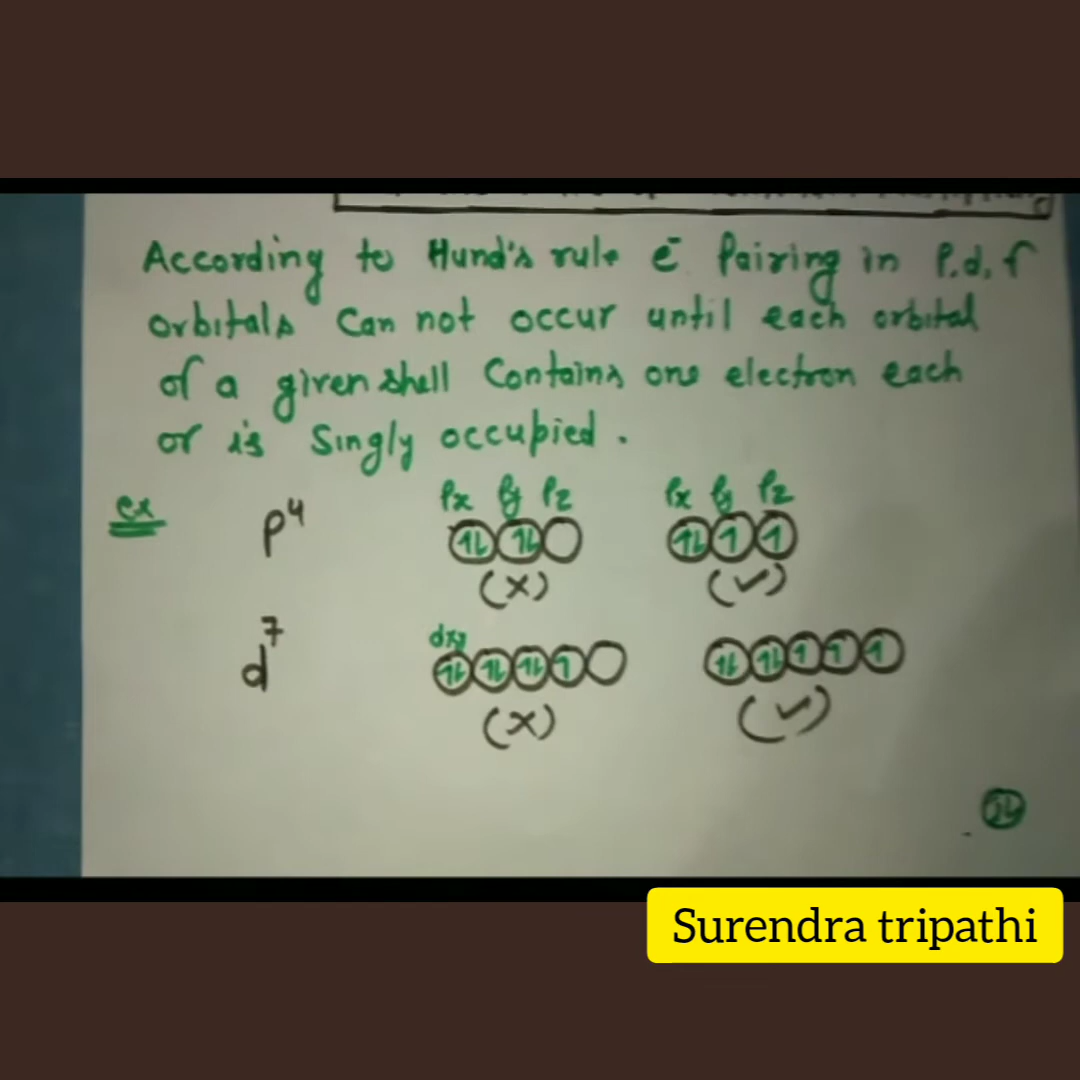 According to Hund's rule ē Pairing in P.d.f
orbitals Can not occur until each orbital
of a given shell Contains one electron each
or is Singly occupied.
ex
Px Py Pz Px Py Pz
p⁴ ⥮ ⥮ ⥮ ↿ ↿
(×) (✓)
dxy
d⁷ ⥮ ⥮ ⥮ ↿ ⥮ ⥮ ↿ ↿ ↿
(×) (✓)
Surendra tripathi